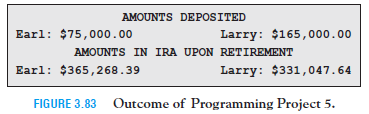 AMOUNTS DEPOSITED
Earl: $75,000.00 Larry: $165,000.00
AMOUNTS IN IRA UPON RETIREMENT
Earl: $365,268.39 Larry: $331,047.64
FIGURE 3.83 Outcome of Programming Project 5.